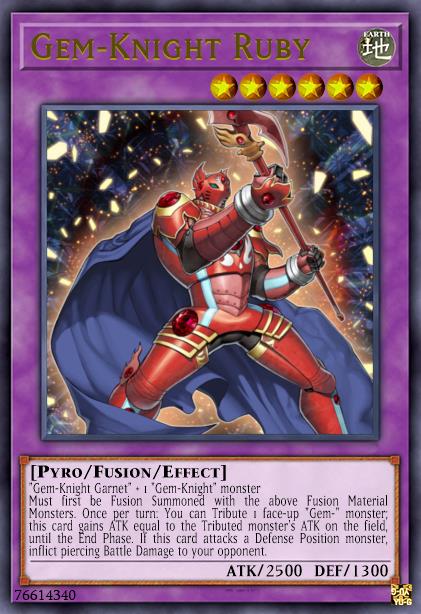 Gem-Knight Ruby
EARTH
地
[Pyro/Fusion/Effect]
"Gem-Knight Garnet" + 1 "Gem-Knight" monster
Must first be Fusion Summoned with the above Fusion Material
Monsters. Once per turn: You can Tribute 1 face-up "Gem-" monster;
this card gains ATK equal to the Tributed monster's ATK on the field,
until the End Phase. If this card attacks a Defense Position monster,
inflict piercing Battle Damage to your opponent.
ATK/2500 DEF/1300
76614340